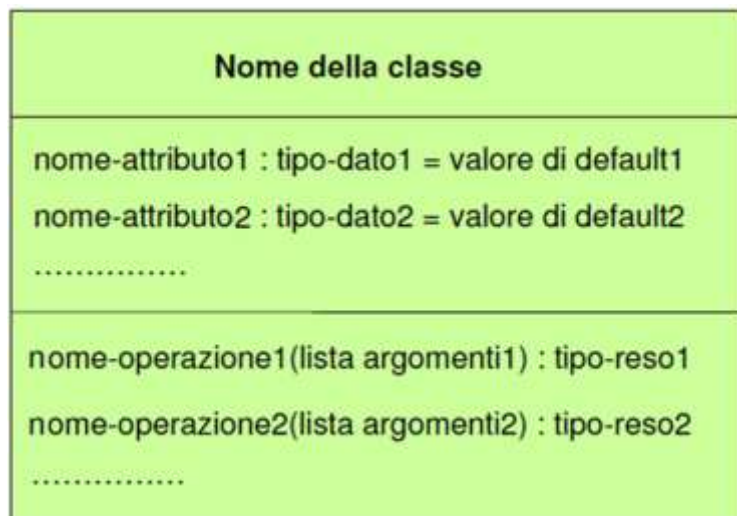 Nome della classe
nome-attributo1 : tipo-dato1 = valore di default1
nome-attributo2 : tipo-dato2 = valore di default2
...............
nome-operazione1(lista argomenti1) : tipo-reso1
nome-operazione2(lista argomenti2) : tipo-reso2
...............